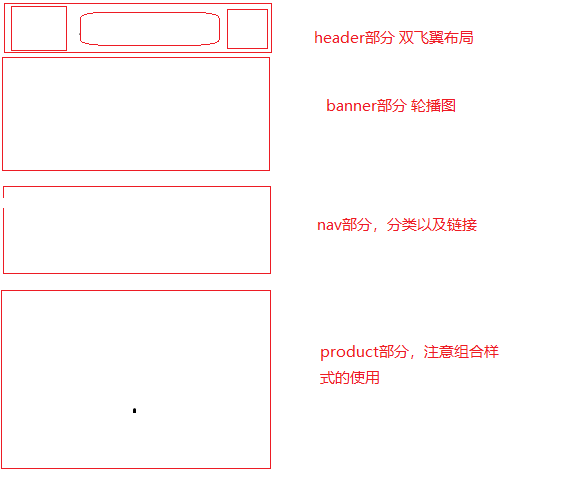 header部分 双飞翼布局
banner部分 轮播图
nav部分，分类以及链接
product部分，注意组合样
式的使用